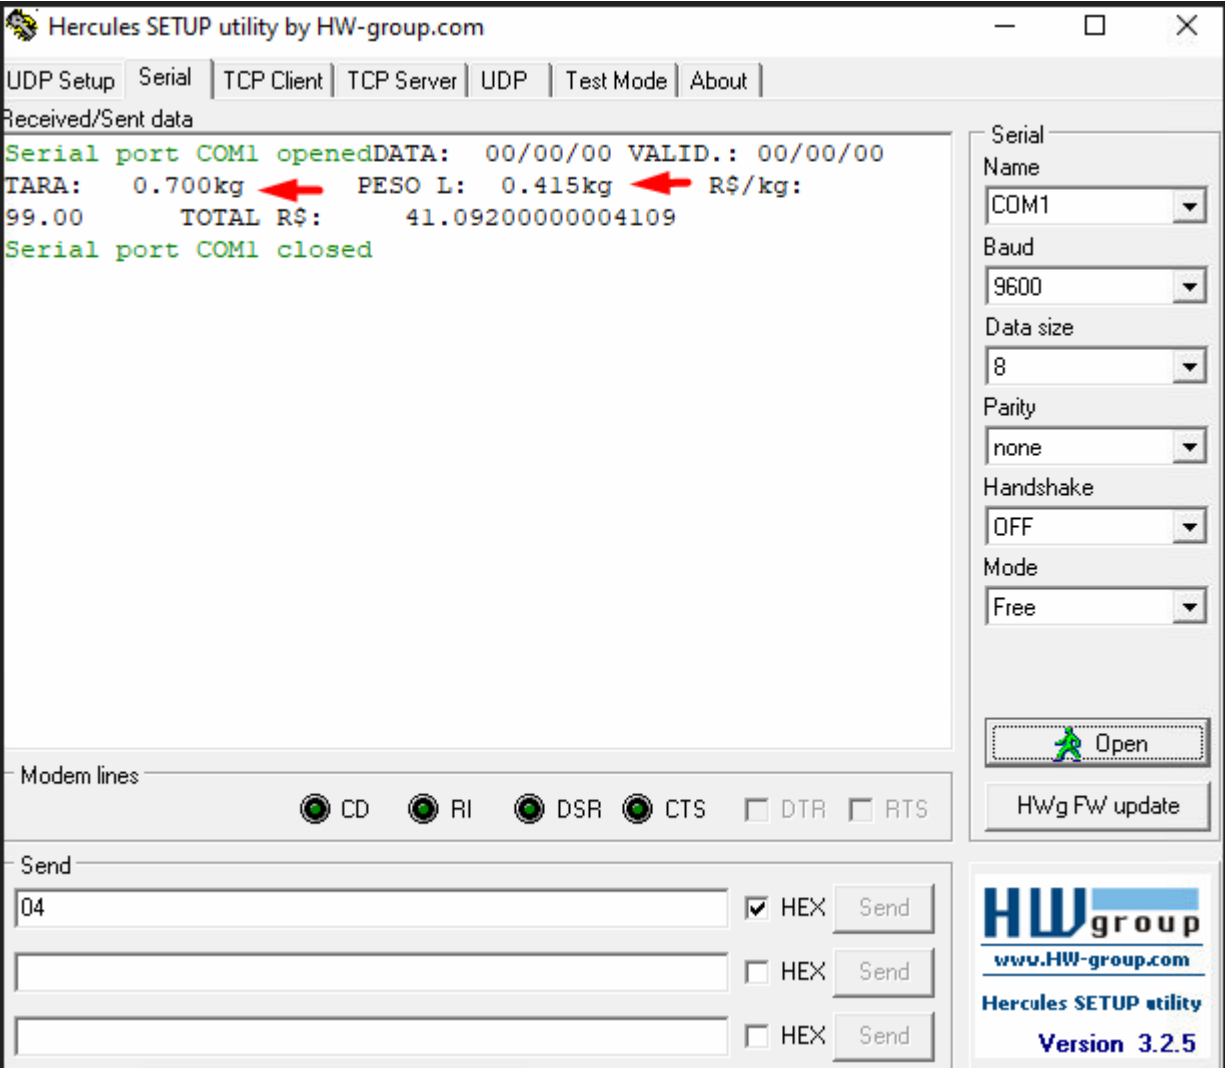 Hercules SETUP utility by HW-group.com
UDP Setup Serial TCP Client TCP Server UDP Test Mode About
Received/Sent data
Serial port COM1 openedDATA: 00/00/00 VALID.: 00/00/00
TARA: 0.700kg PESO L: 0.415kg R$/kg:
99.00 TOTAL R$: 41.09200000004109
Serial port COM1 closed
Serial
Name
COM1
Baud
9600
Data size
8
Parity
none
Handshake
OFF
Mode
Free
Open
HWg FW update
Modem lines
CD RI DSR CTS DTR RTS
Send
04 HEX Send
HEX Send
HEX Send
HW group
www.HW-group.com
Hercules SETUP utility
Version 3.2.5